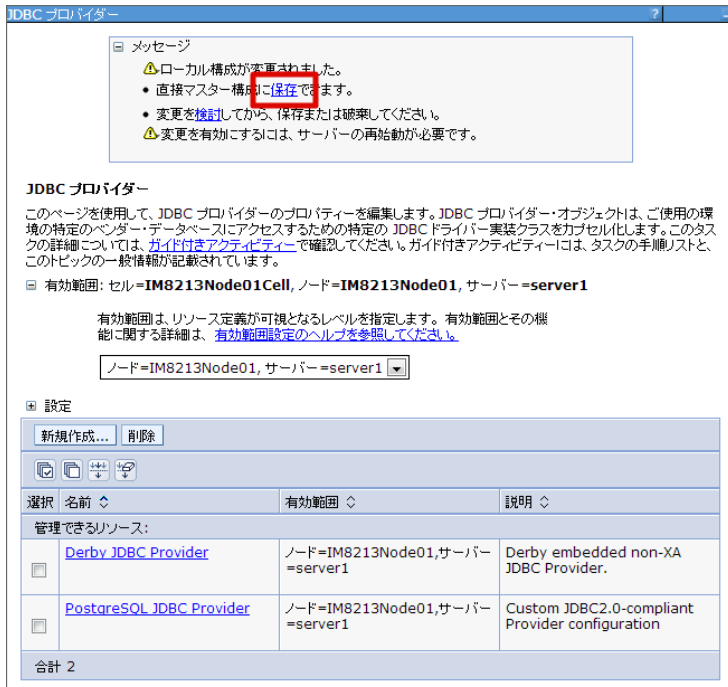 JDBC プロバイダー ? -
メッセージ
ローカル構成が変更されました。
• 直接マスター構成に保存できます。
• 変更を検討してから、保存または破棄してください。
変更を有効にするには、サーバーの再始動が必要です。
JDBC プロバイダー
このページを使用して、JDBC プロバイダーのプロパティーを編集します。JDBC プロバイダー・オブジェクトは、ご使用の環
境の特定のベンダー・データベースにアクセスするための特定の JDBC ドライバー実装クラスをカプセル化します。このタス
クの詳細については、ガイド付きアクティビティーで確認してください。ガイド付きアクティビティーには、タスクの手順リストと、
このトピックの一般情報が記載されています。
有効範囲: セル=IM8213Node01Cell, ノード=IM8213Node01, サーバー=server1
有効範囲は、リソース定義が可視となるレベルを指定します。有効範囲とその機
能に関する詳細は、有効範囲設定のヘルプを参照してください。
ノード=IM8213Node01, サーバー=server1
設定
新規作成... 削除
選択 名前 有効範囲 説明
管理できるリソース:
Derby JDBC Provider ノード=IM8213Node01,サーバー Derby embedded non-XA
=server1 JDBC Provider.
PostgreSQL JDBC Provider ノード=IM8213Node01,サーバー Custom JDBC2.0-compliant
=server1 Provider configuration
合計 2